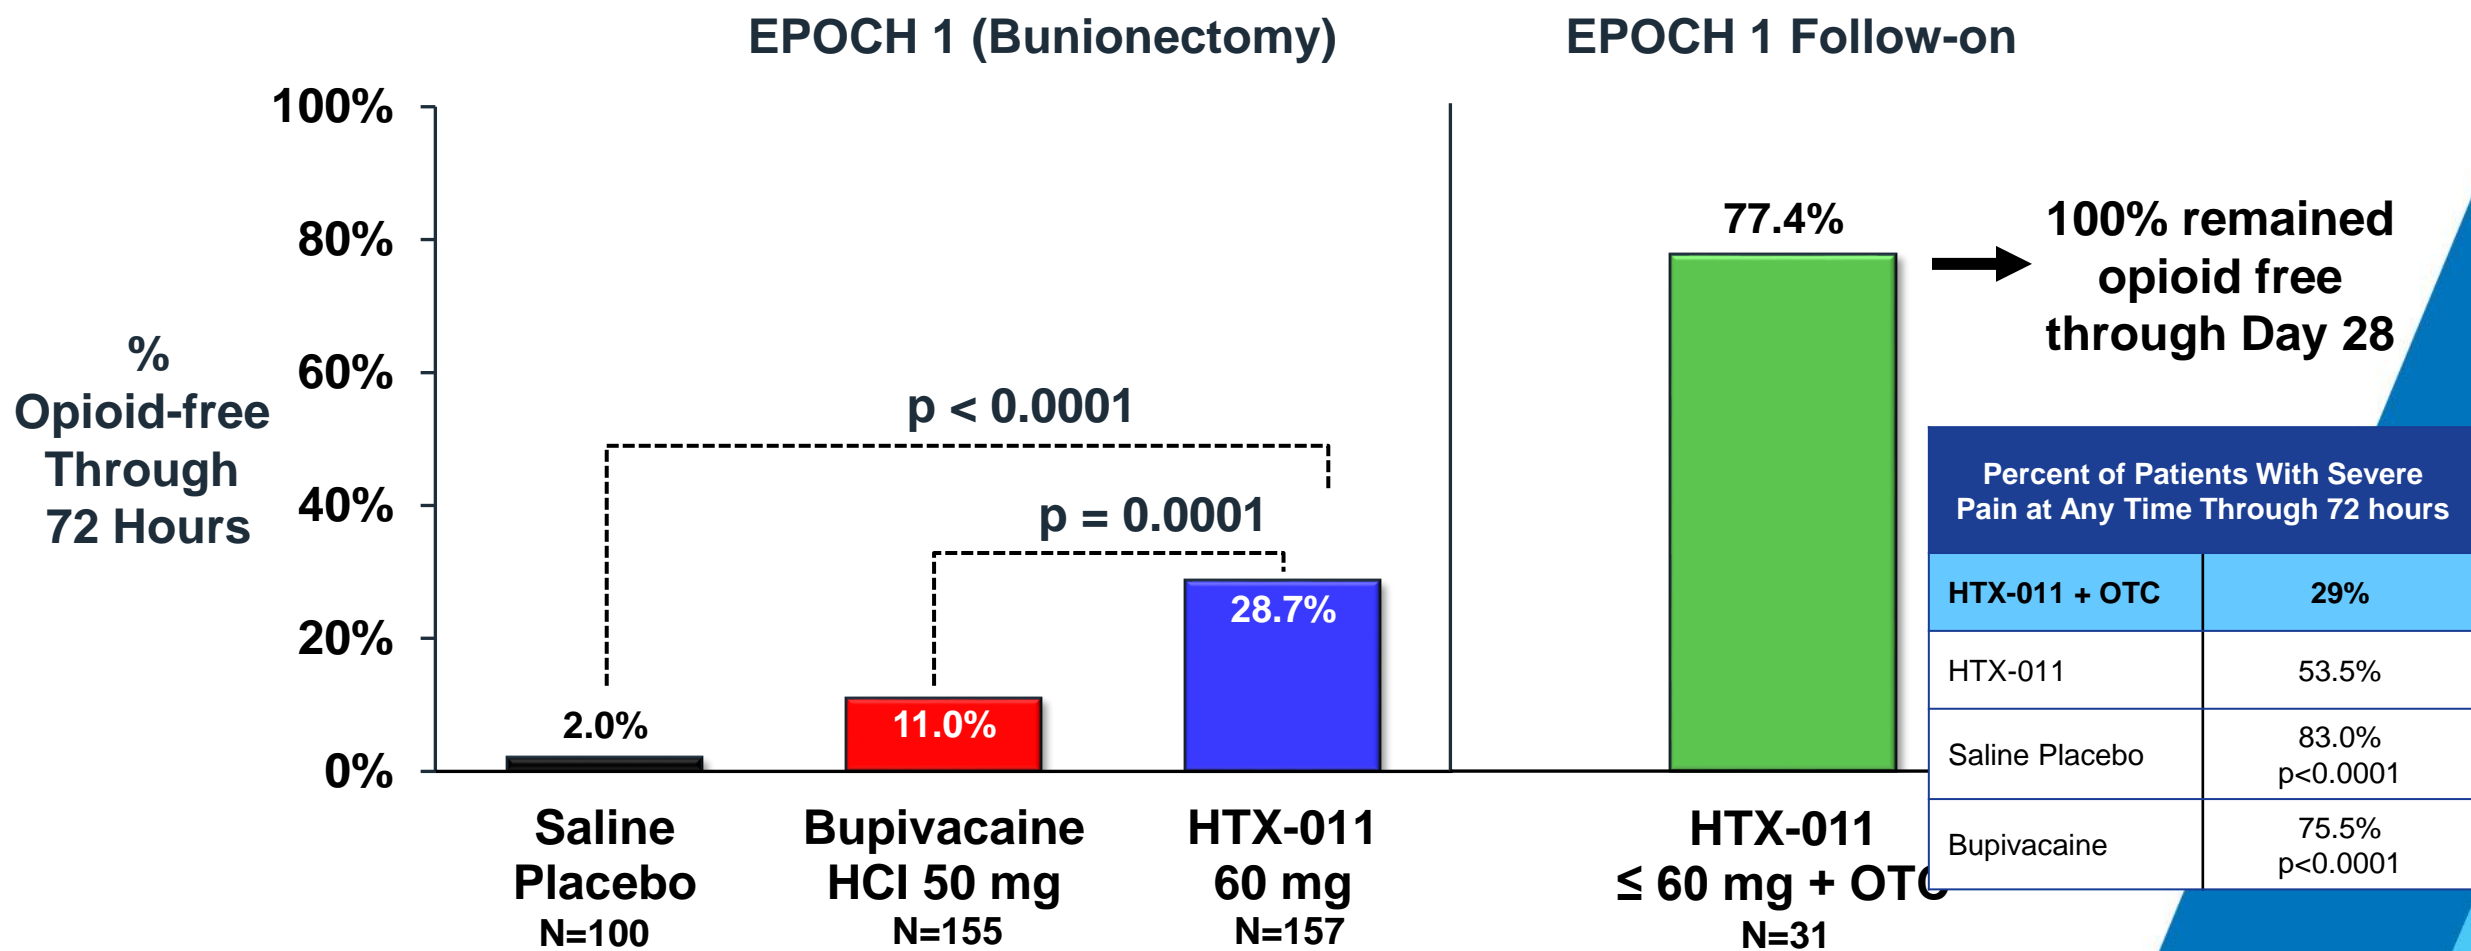 EPOCH 1 (Bunionectomy)
EPOCH 1 Follow-on
%
Opioid-free
Through
72 Hours
100%
80%
60%
40%
20%
0%
p < 0.0001
p = 0.0001
2.0%
11.0%
28.7%
77.4%
100% remained
opioid free
through Day 28
Saline
Placebo
N=100
Bupivacaine
HCl 50 mg
N=155
HTX-011
60 mg
N=157
HTX-011
≤ 60 mg + OTC
N=31
Percent of Patients With Severe
Pain at Any Time Through 72 hours
HTX-011 + OTC 29%
HTX-011 53.5%
Saline Placebo 83.0%
p<0.0001
Bupivacaine 75.5%
p<0.0001